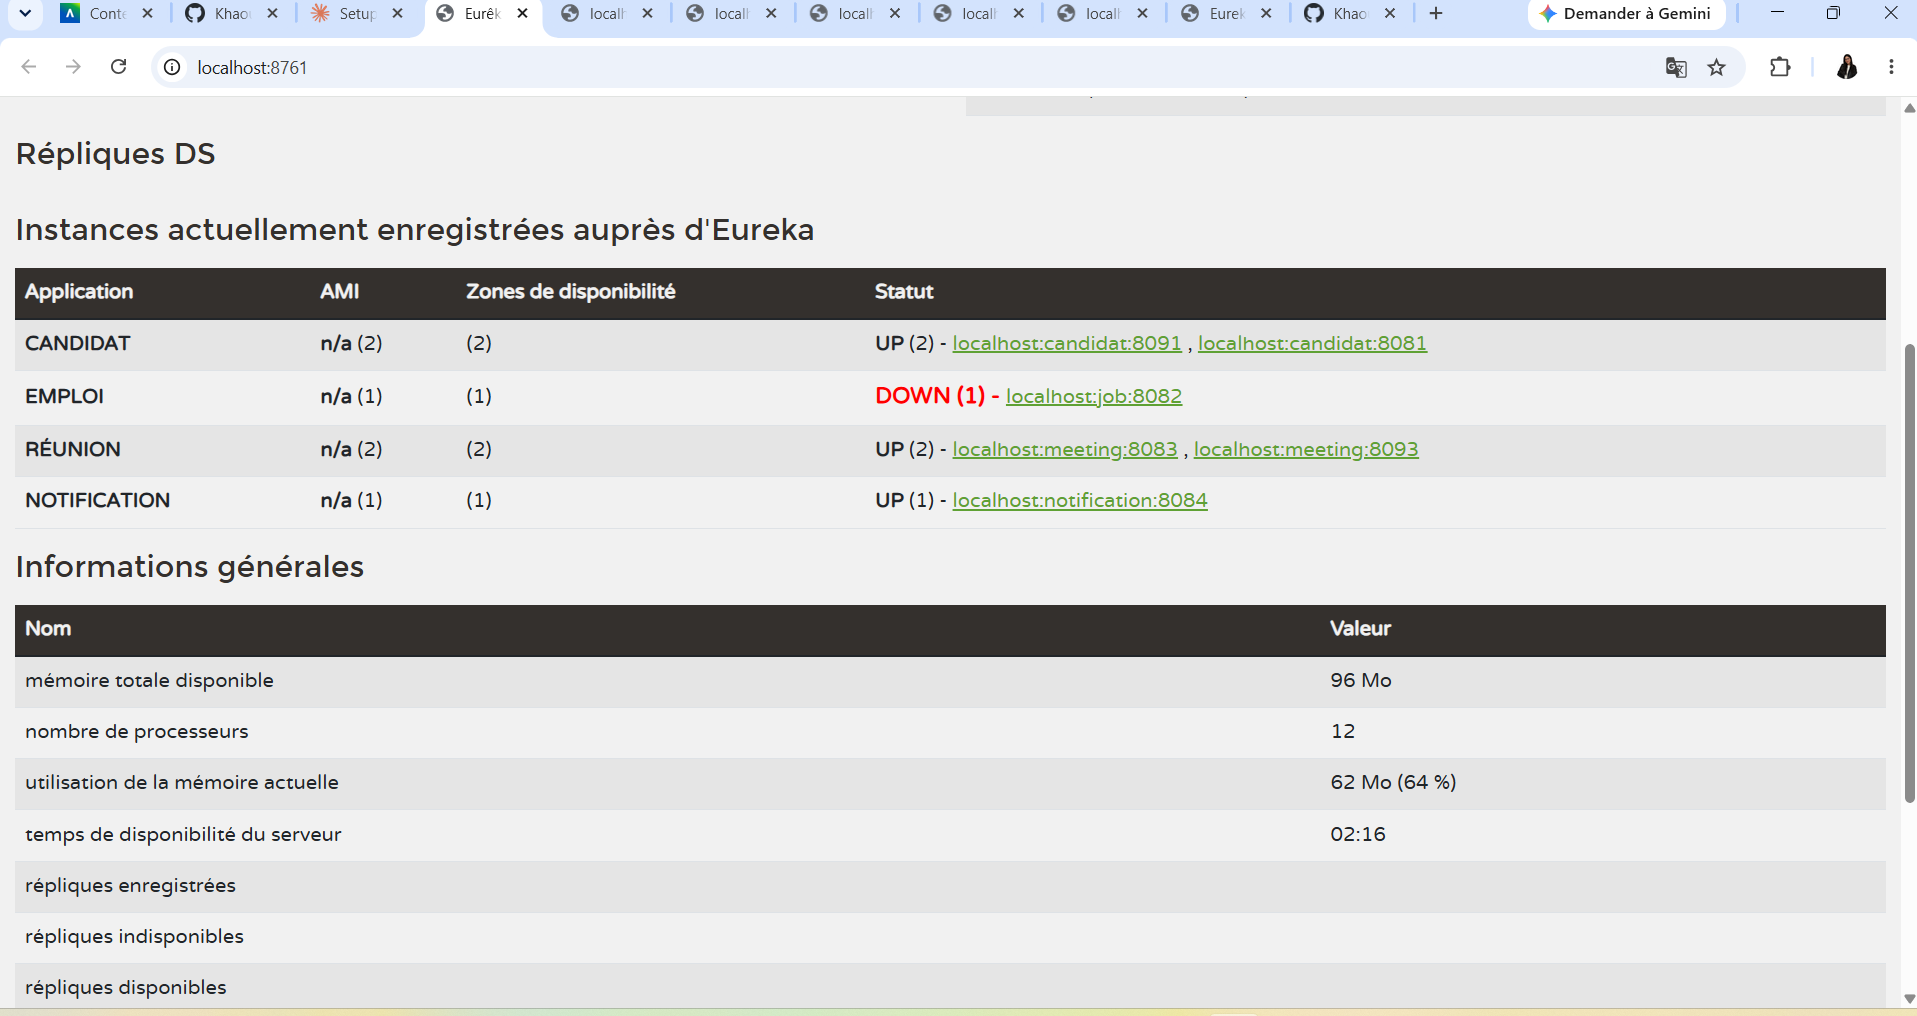 Conte
Khao
Setup
Eurêk
localh
localh
localh
localh
localh
Eurek
Khao
Demander à Gemini
localhost:8761
Répliques DS
Instances actuellement enregistrées auprès d'Eureka
Application AMI Zones de disponibilité Statut
CANDIDAT n/a (2) (2) UP (2) - localhost:candidat:8091 , localhost:candidat:8081
EMPLOI n/a (1) (1) DOWN (1) - localhost:job:8082
RÉUNION n/a (2) (2) UP (2) - localhost:meeting:8083 , localhost:meeting:8093
NOTIFICATION n/a (1) (1) UP (1) - localhost:notification:8084
Informations générales
Nom Valeur
mémoire totale disponible 96 Mo
nombre de processeurs 12
utilisation de la mémoire actuelle 62 Mo (64 %)
temps de disponibilité du serveur 02:16
répliques enregistrées
répliques indisponibles
répliques disponibles